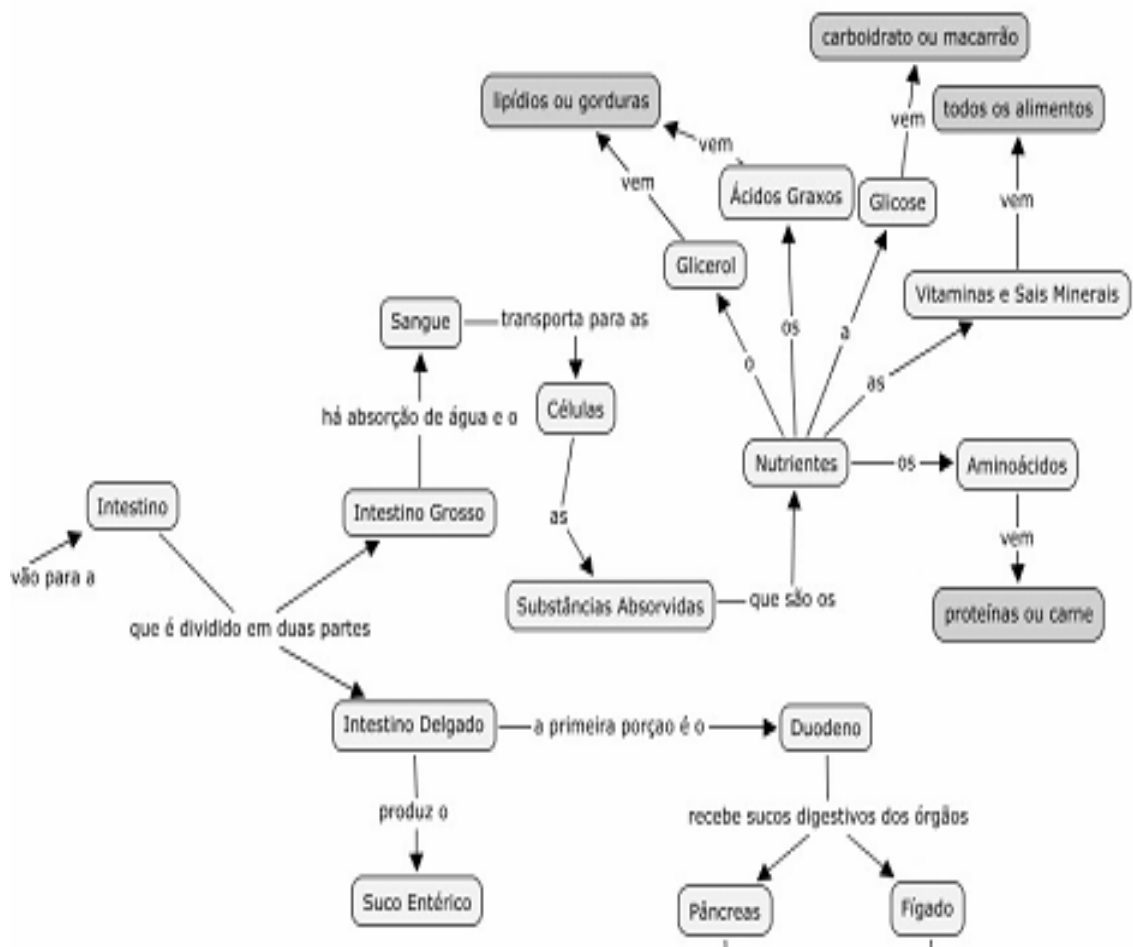 carboidrato ou macarrão
lipídios ou gorduras
todos os alimentos
vem
vem
vem
vem
Ácidos Graxos
Glicose
Glicerol
Vitaminas e Sais Minerais
Sangue
transporta para as
os
a
o
as
há absorção de água e o
Células
Nutrientes
os
Aminoácidos
Intestino
Intestino Grosso
as
vem
vão para a
Substâncias Absorvidas
que são os
proteínas ou carne
que é dividido em duas partes
Intestino Delgado
a primeira porçao é o
Duodeno
produz o
recebe sucos digestivos dos órgãos
Suco Entérico
Pâncreas
Fígado